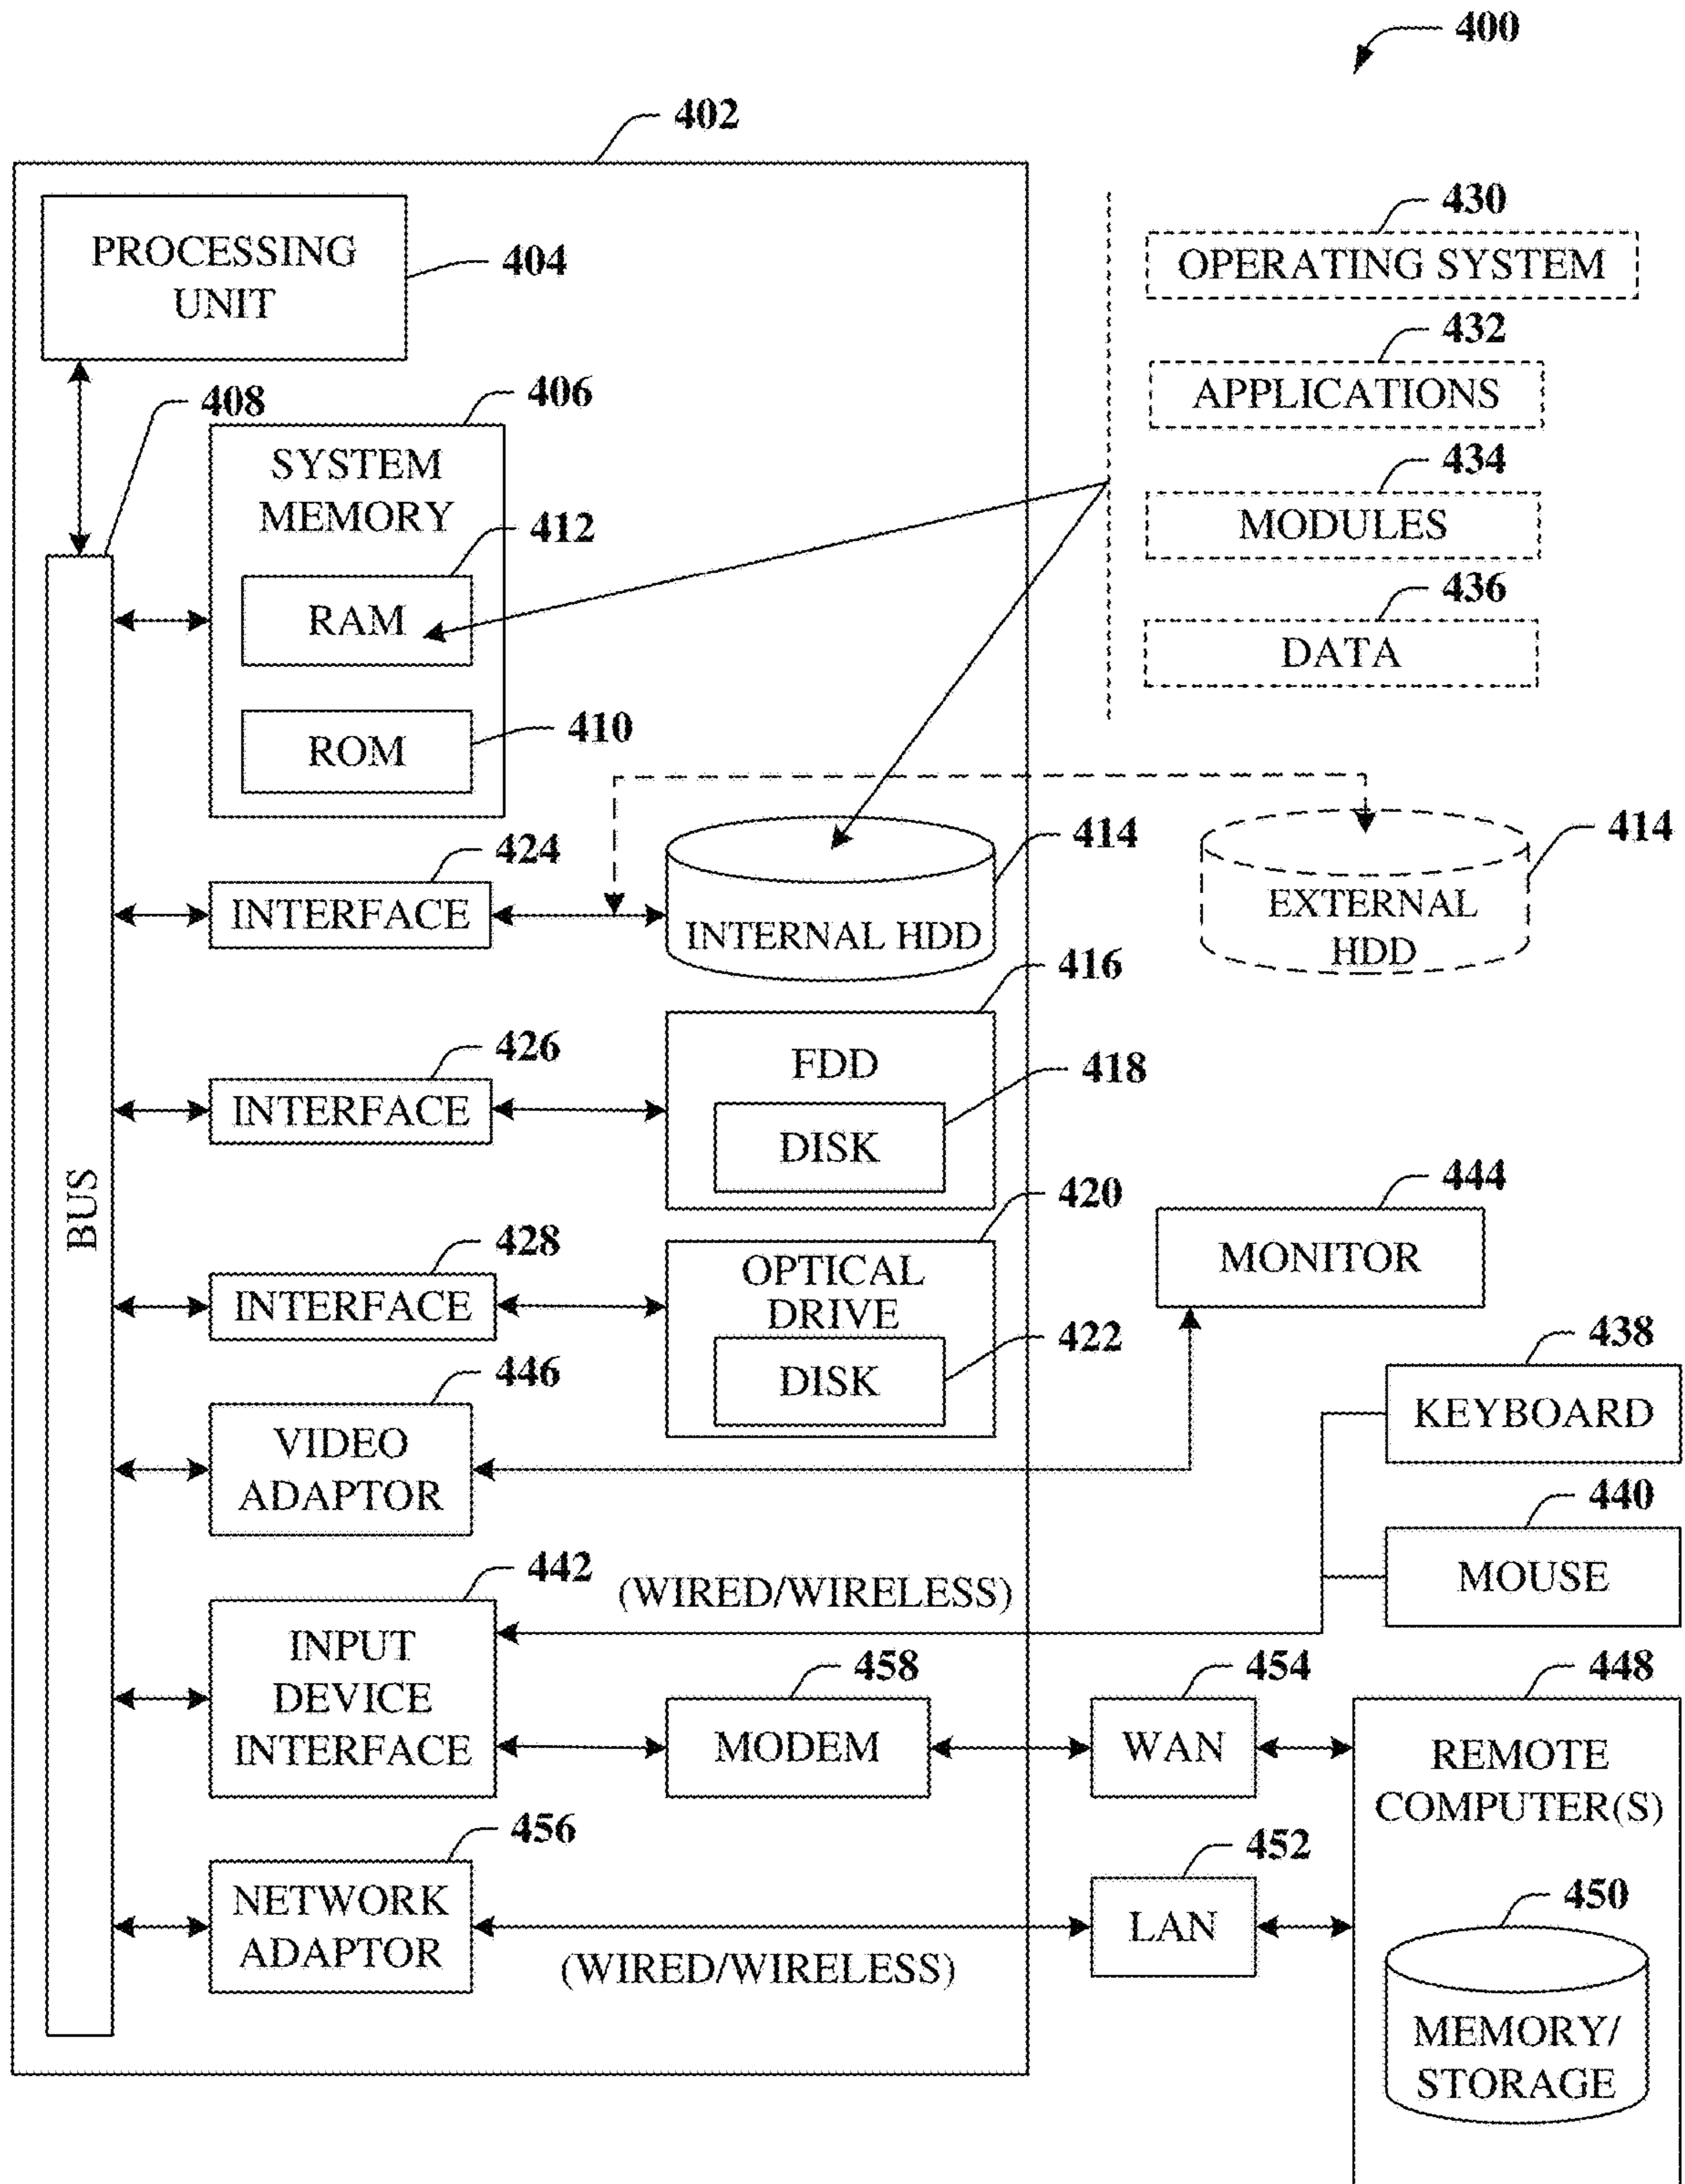 400
402
PROCESSING
UNIT
404
430
OPERATING SYSTEM
432
APPLICATIONS
434
MODULES
436
DATA
408
406
SYSTEM
MEMORY
412
RAM
410
ROM
424
INTERFACE
414
INTERNAL HDD
414
EXTERNAL
HDD
416
FDD
418
DISK
426
INTERFACE
BUS
420
OPTICAL
DRIVE
422
DISK
428
INTERFACE
444
MONITOR
438
KEYBOARD
446
VIDEO
ADAPTOR
440
MOUSE
442
INPUT
DEVICE
INTERFACE
(WIRED/WIRELESS)
458
MODEM
454
WAN
448
REMOTE
COMPUTER(S)
456
NETWORK
ADAPTOR
(WIRED/WIRELESS)
452
LAN
450
MEMORY/
STORAGE